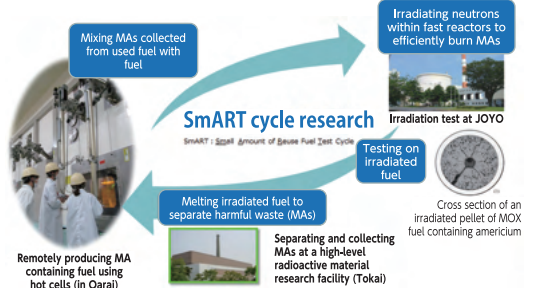 Mixing MAs collected
from used fuel with
fuel
Irradiating neutrons
within fast reactors to
efficiently burn MAs
SmART cycle research
SmART : Small Amount of Reuse Fuel Test Cycle
Irradiation test at JOYO
Testing on
irradiated
fuel
Cross section of an
irradiated pellet of MOX
fuel containing americium
Melting irradiated fuel to
separate harmful waste (MAs)
Separating and collecting
MAs at a high-level
radioactive material
research facility (Tokai)
Remotely producing MA
containing fuel using
hot cells (in Oarai)